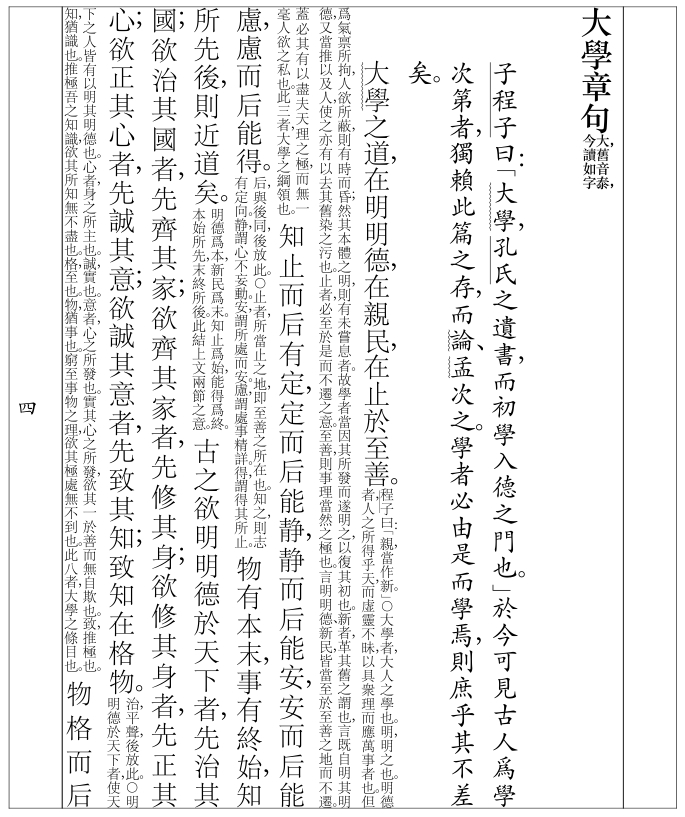 大學章句大,舊音泰,今讀如字
子程子曰:「大學,孔氏之遺書,而初學入德之門也。」於今可見古人爲學
次第者,獨賴此篇之存,而論、孟次之。學者必由是而學焉,則庶乎其不差
矣。
大學之道,在明明德,在親民,在止於至善。程子曰:「親,當作新。」○大學者,大人之學也。明,明之也。明德者,人之所得乎天,而虛靈不昧,以具衆理而應萬事者也。但
爲氣禀所拘,人欲所蔽,則有時而昏;然其本體之明,則有未嘗息者。故學者當因其所發而遂明之,以復其初也。新者,革其舊之謂也,言既自明其明德,又當推以及人,使之亦有以去其舊染之污也。止者,必至於是而不遷之意。至善,則事理當然之極也。言明明德、新民,皆當至於至善之地而不遷。
蓋必其有以盡夫天理之極,而無一毫人欲之私也。此三者,大學之綱領也。知止而后有定,定而后能静,静而后能安,安而后能
慮,慮而后能得。后,與後同,後放此。○止者,所當止之地,即至善之所在也。知之,則志有定向。静,謂心不妄動。安,謂所處而安。慮,謂處事精詳。得,謂得其所止。物有本末,事有終始,知
所先後,則近道矣。明德爲本,新民爲末。知止爲始,能得爲終。本始所先,末終所後。此結上文兩節之意。古之欲明明德於天下者,先治其
國;欲治其國者,先齊其家;欲齊其家者,先修其身;欲修其身者,先正其
心;欲正其心者,先誠其意;欲誠其意者,先致其知;致知在格物。治,平聲,後放此。○明明德於天下者,使天
下之人皆有以明其明德也。心者,身之所主也。誠,實也。意者,心之所發也。實其心之所發,欲其一於善而無自欺也。致,推極也。知,猶識也。推極吾之知識,欲其所知無不盡也。格,至也。物,猶事也。窮至事物之理,欲其極處無不到也。此八者,大學之條目也。物格而后
四